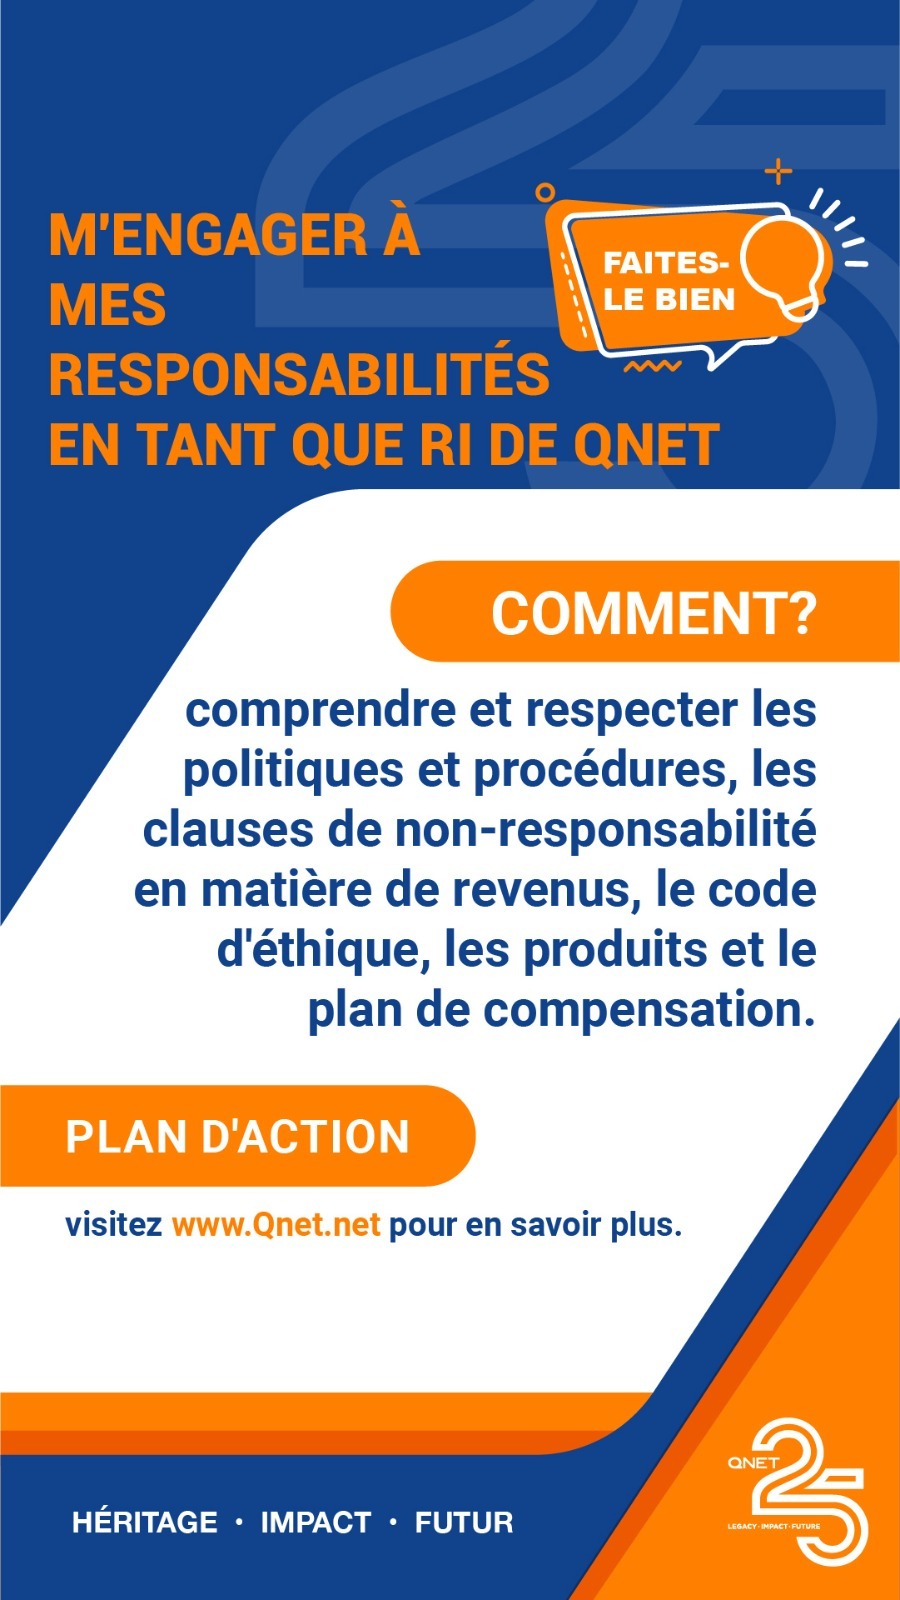 M'ENGAGER À
MES
RESPONSABILITÉS
EN TANT QUE RI DE QNET
FAITES-
LE BIEN
COMMENT?
comprendre et respecter les
politiques et procédures, les
clauses de non-responsabilité
en matière de revenus, le code
d'éthique, les produits et le
plan de compensation.
PLAN D'ACTION
visitez www.Qnet.net pour en savoir plus.
HÉRITAGE • IMPACT • FUTUR
QNET
25
LEGACY·IMPACT·FUTURE